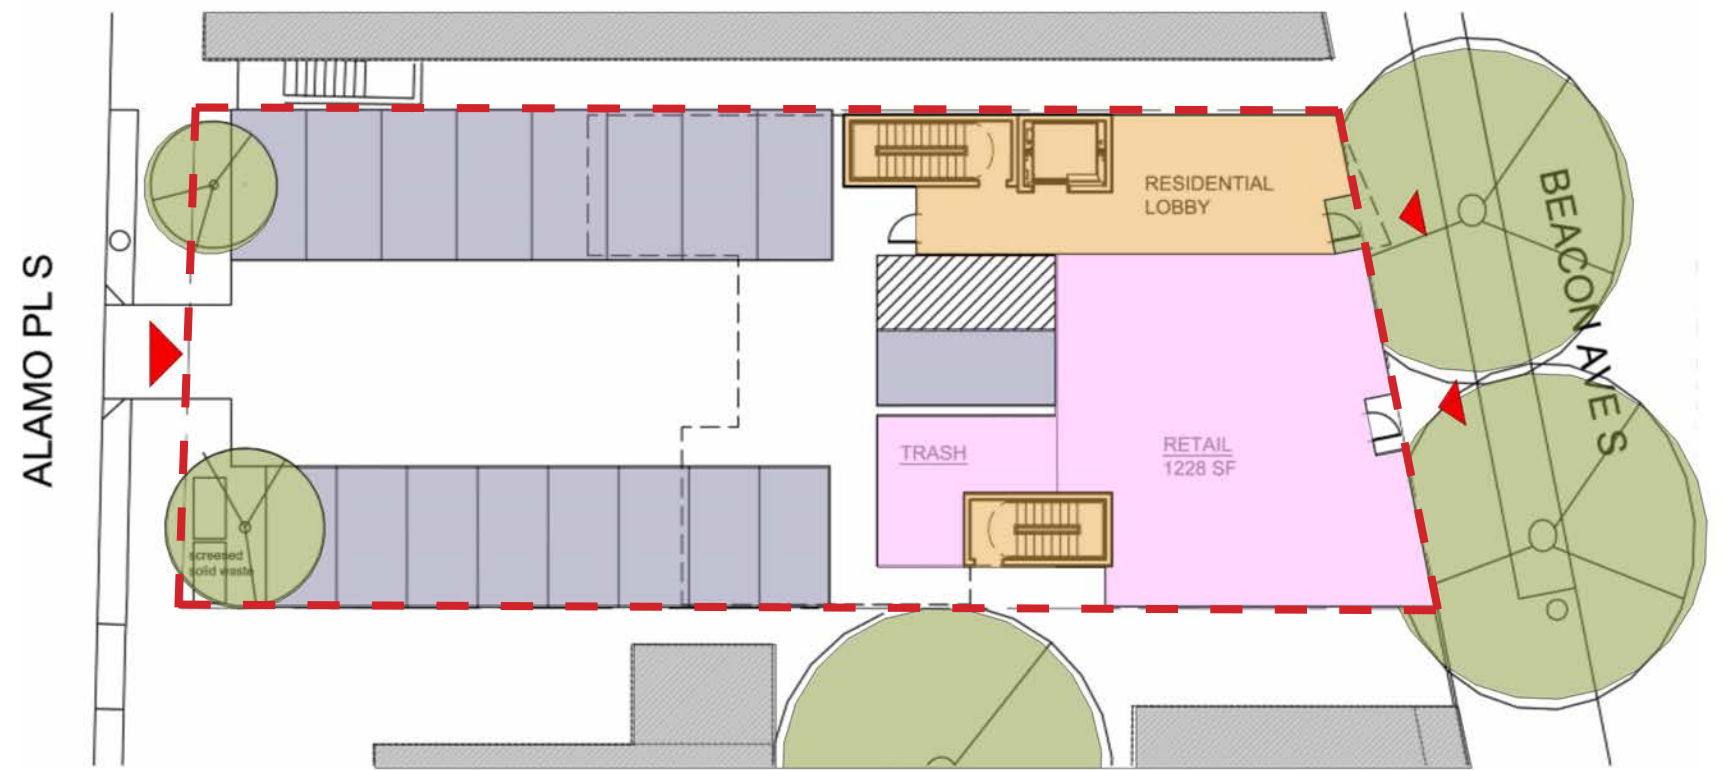 ALAMO PL S
RESIDENTIAL
LOBBY
BEACON AVE S
TRASH
RETAIL
1228 SF
screened
solid waste